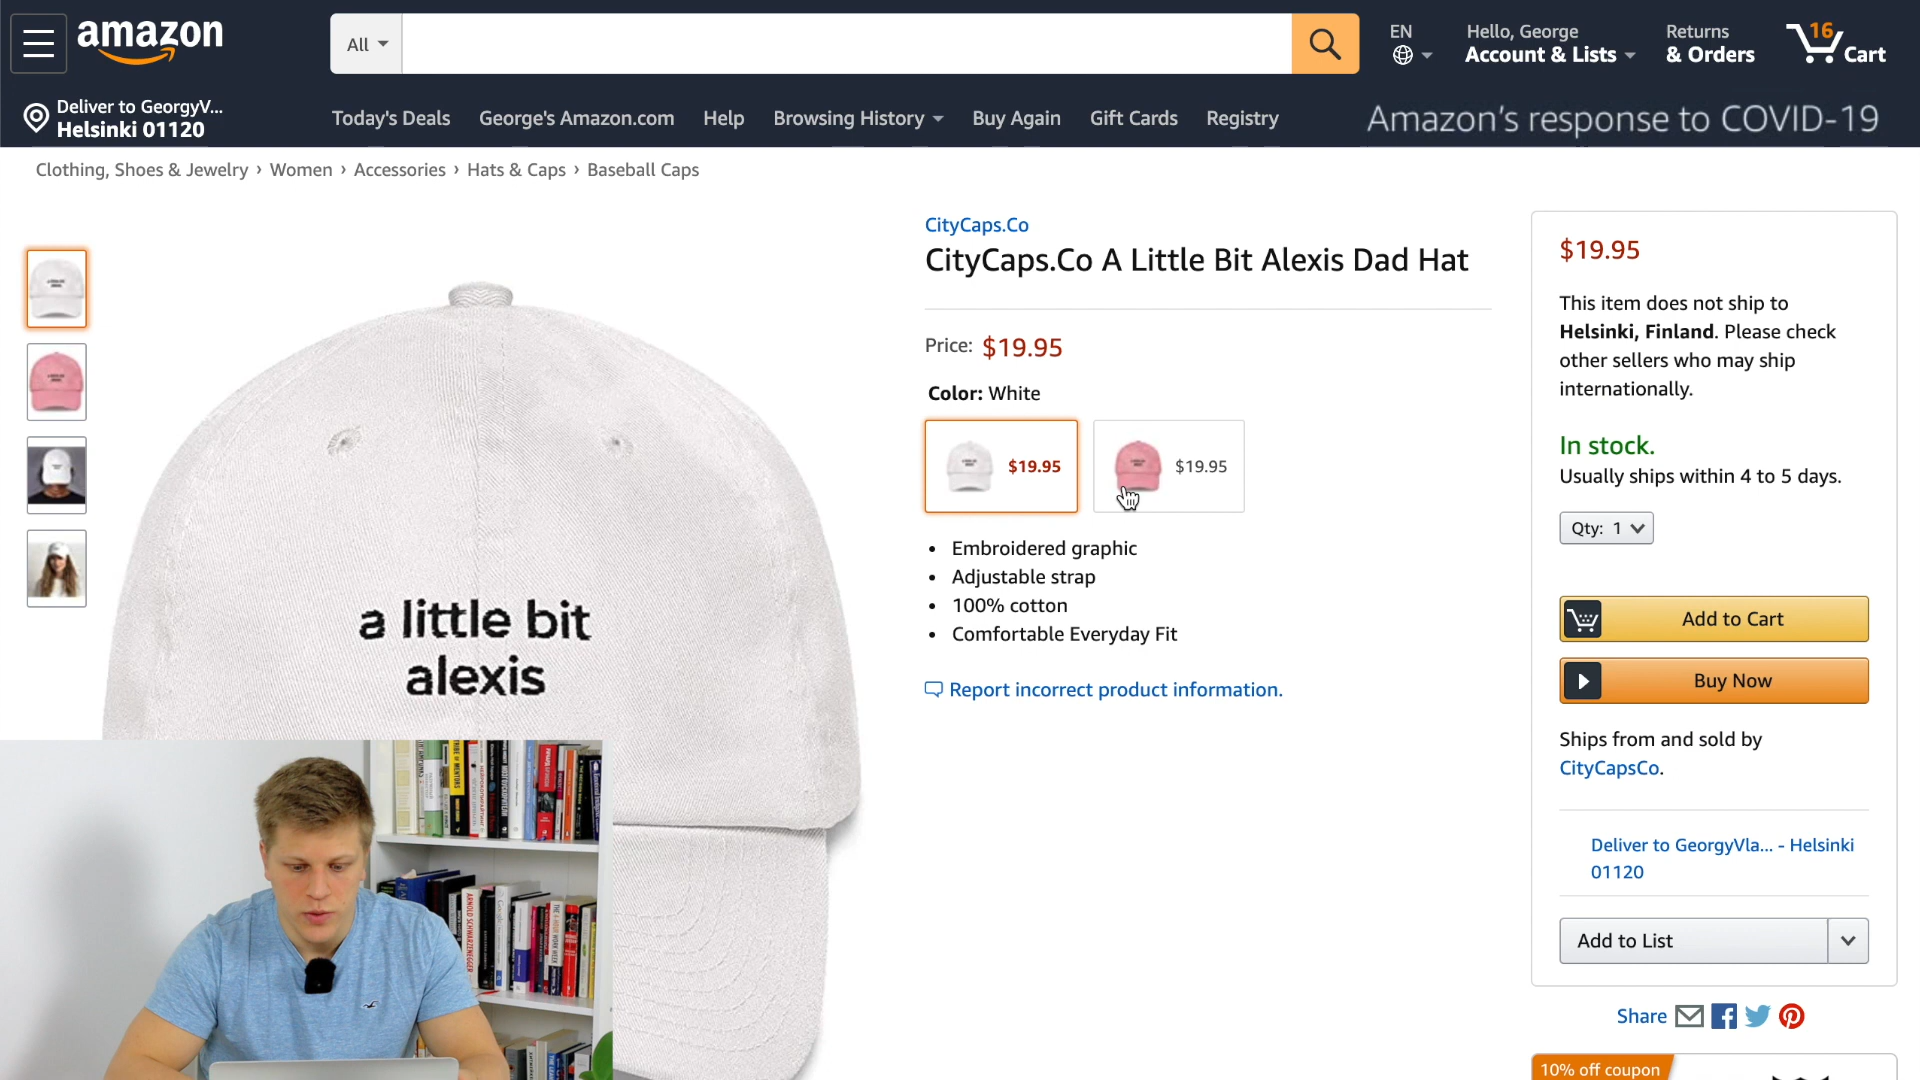 amazon
All
EN
Hello, George
Account & Lists
Returns
& Orders
16
Cart
Deliver to GeorgyV...
Helsinki 01120
Today's Deals
George's Amazon.com
Help
Browsing History
Buy Again
Gift Cards
Registry
Amazon's response to COVID-19
Clothing, Shoes & Jewelry › Women › Accessories › Hats & Caps › Baseball Caps
CityCaps.Co
CityCaps.Co A Little Bit Alexis Dad Hat
Price: $19.95
Color: White
$19.95
$19.95
Embroidered graphic
Adjustable strap
100% cotton
Comfortable Everyday Fit
Report incorrect product information.
a little bit
alexis
$19.95
This item does not ship to
Helsinki, Finland. Please check
other sellers who may ship
internationally.
In stock.
Usually ships within 4 to 5 days.
Qty: 1
Add to Cart
Buy Now
Ships from and sold by
CityCapsCo.
Deliver to GeorgyVla... - Helsinki
01120
Add to List
Share
10% off coupon
ARNOLD SCHWARZENEGGER